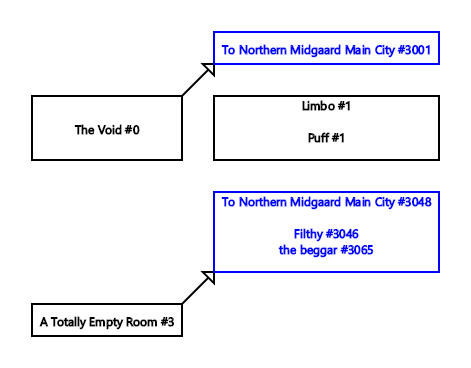 To Northern Midgaard Main City #3001
The Void #0
Limbo #1
Puff #1
To Northern Midgaard Main City #3048
Filthy #3046
the beggar #3065
A Totally Empty Room #3